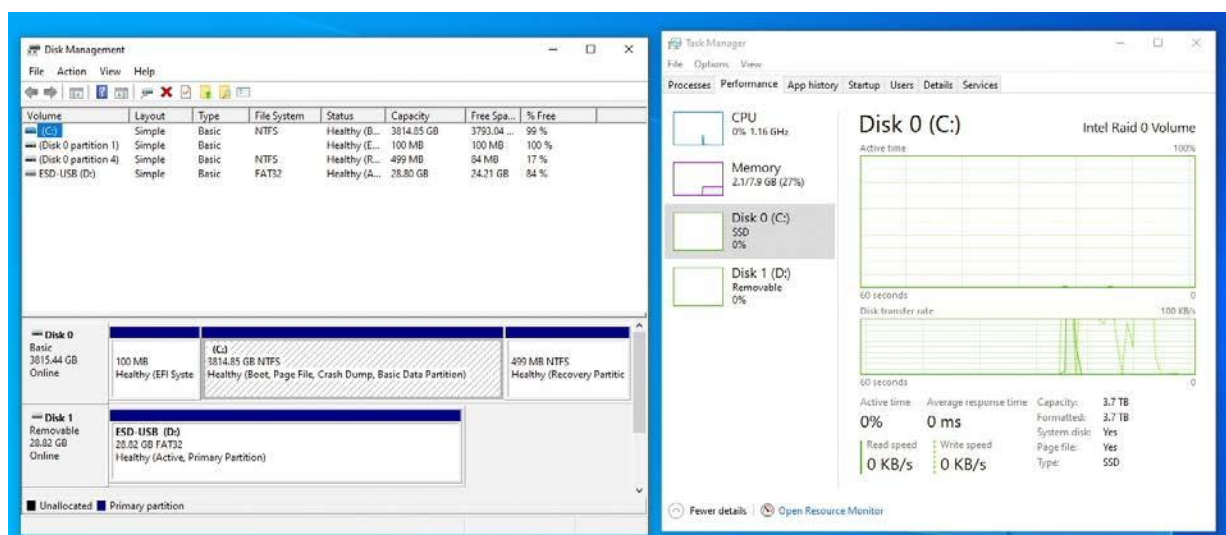 Disk Management
File Action View Help
Volume Layout Type File System Status Capacity Free Spa... % Free
(C:) Simple Basic NTFS Healthy (B... 3814.85 GB 3793.04 ... 99 %
(Disk 0 partition 1) Simple Basic Healthy (E... 100 MB 100 MB 100 %
(Disk 0 partition 4) Simple Basic NTFS Healthy (R... 499 MB 84 MB 17 %
ESD-USB (D:) Simple Basic FAT32 Healthy (A... 28.80 GB 24.21 GB 84 %
Disk 0
Basic
3815.44 GB
Online
100 MB
Healthy (EFI Syste
(C:)
3814.85 GB NTFS
Healthy (Boot, Page File, Crash Dump, Basic Data Partition)
499 MB NTFS
Healthy (Recovery Partitic
Disk 1
Removable
28.82 GB
Online
ESD-USB (D:)
28.82 GB FAT32
Healthy (Active, Primary Partition)
Unallocated Primary partition
Task Manager
File Options View
Processes Performance App history Startup Users Details Services
CPU
0% 1.16 GHz
Memory
2.1/7.9 GB (27%)
Disk 0 (C:)
SSD
0%
Disk 1 (D:)
Removable
0%
Disk 0 (C:) Intel Raid 0 Volume
Active time 100%
60 seconds 0
Disk transfer rate 100 KB/s
60 seconds 0
Active time Average response time
0% 0 ms
Read speed Write speed
0 KB/s 0 KB/s
Capacity: 3.7 TB
Formatted: 3.7 TB
System disk: Yes
Page file: Yes
Type: SSD
Fewer details Open Resource Monitor